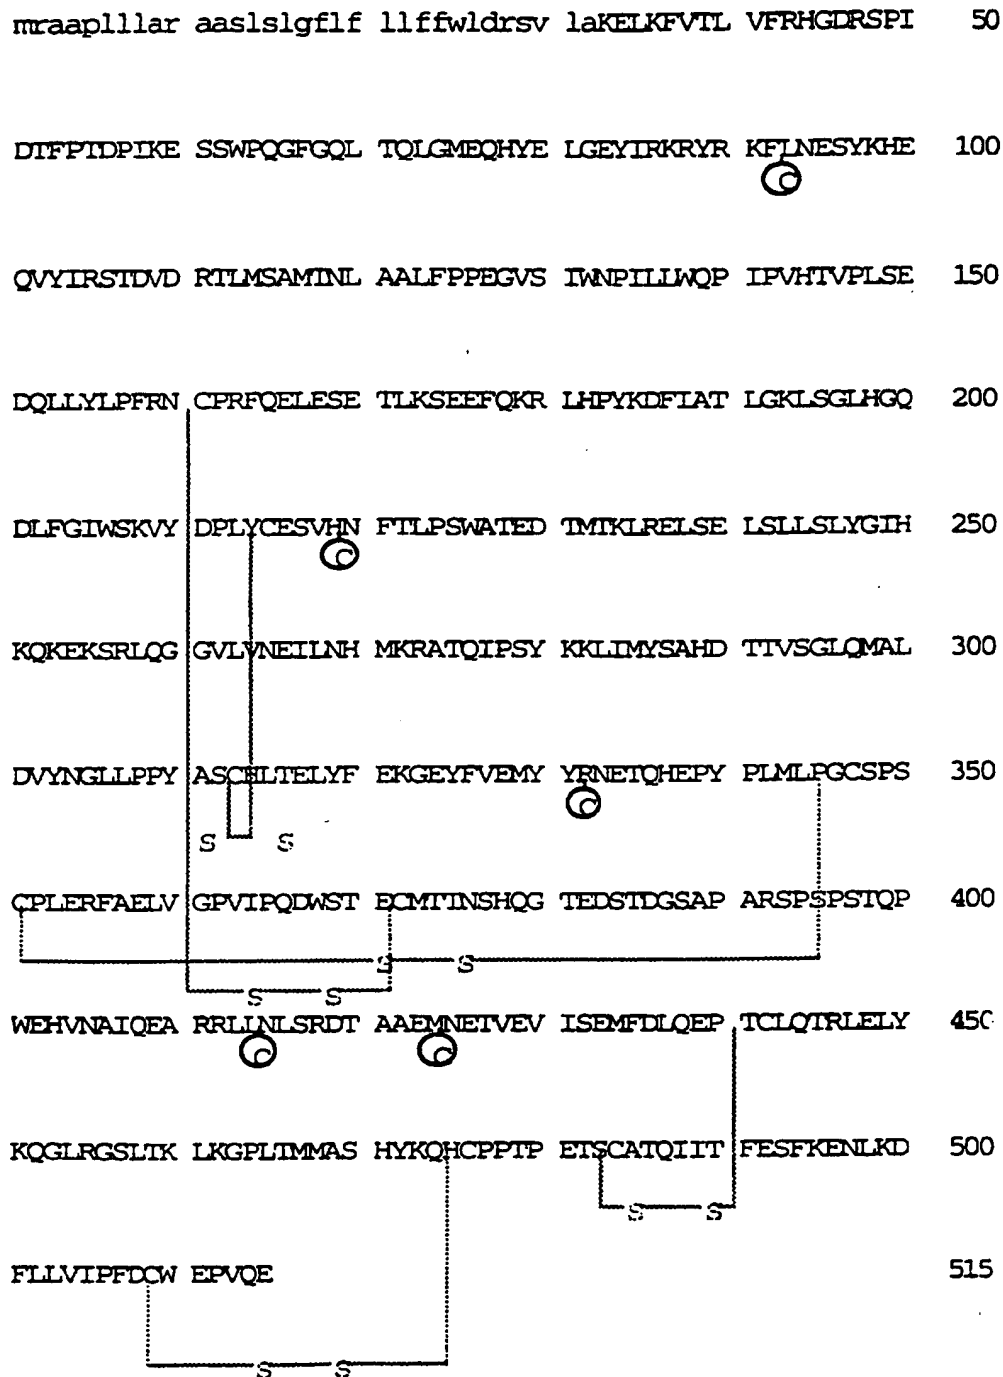 mraaplllar aaslslgflf llffwldrsv laKELKFVTL VFRHGDRSPI 50
DTFPTDPIKE SSWPQGFGQL TQLGMEQHYE LGEYIRKRYR KFLNESYKHE 100
C
QVYIRSTDVD RTLMSAMTNL AALFPPEGVS IWNPILLWQP IPVHTVPLSE 150
DQLLYLPFRN CPRFQELESE TLKSEEFQKR LHPYKDFIAT LGKLSGLHGQ 200
DLFGIWSKVY DPLYCESVHN FTLPSWATED TMTKLRELSE LSLLSLYGIH 250
C
KQKEKSRLQG GVLVNEILNH MKRATQIPSY KKLIMYSAHD TTVSGLQMAL 300
DVYNGLLPPY ASCHLTELYF EKGEYFVEMY YRNETQHEPY PLMLPGCSPS 350
C
S S
CPLERFAELV GPVIPQDWST ECMTTNSHQG TEDSTDGSAP ARSPSPSTQP 400
S S
S S
WEHVNAIQEA RRLLNLSRDT AAEMNETVEV ISEMFDLQEP TCLQTRLELY 450
C C
KQGLRGSLTK LKGPLTMMAS HYKQHCPPTP ETSCATQIIT FESFKENLKD 500
S S
FLLVIPFDCW EPVQE 515
S S